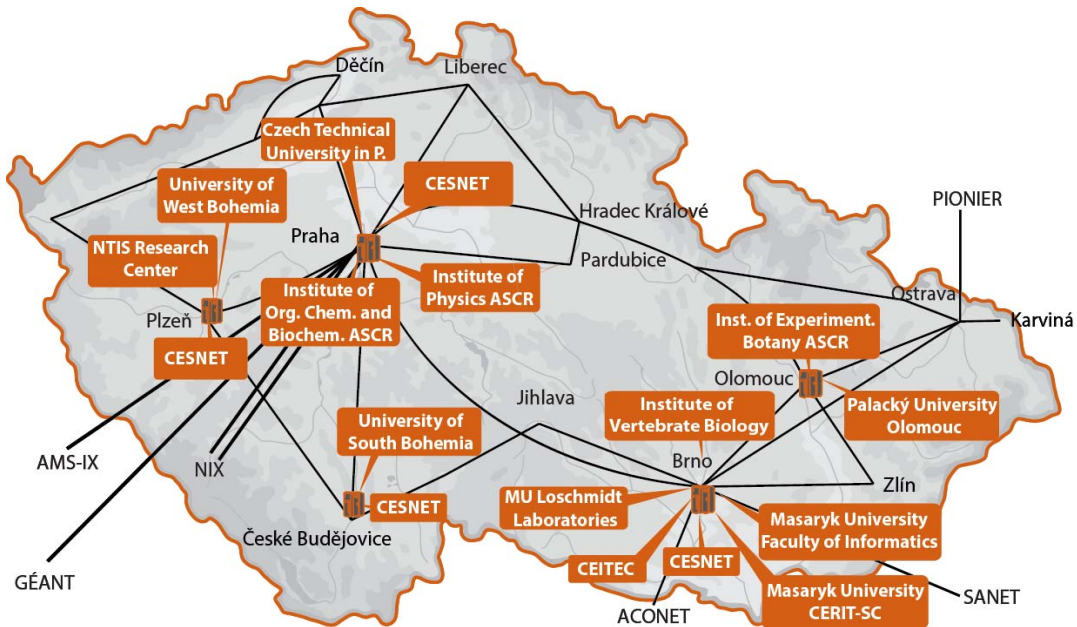 Děčín
Liberec
Czech Technical
University in P.
CESNET
University of
West Bohemia
PIONIER
Hradec Králové
Praha
NTIS Research
Center
Pardubice
Institute of
Physics ASCR
Institute of
Org. Chem. and
Biochem. ASCR
Ostrava
Karviná
Plzeň
Inst. of Experiment.
Botany ASCR
CESNET
Olomouc
Jihlava
Institute of
Vertebrate Biology
Palacký University
Olomouc
University of
South Bohemia
AMS-IX
NIX
Brno
Zlín
MU Loschmidt
Laboratories
CESNET
Masaryk University
Faculty of Informatics
České Budějovice
CEITEC
CESNET
GÉANT
Masaryk University
CERIT-SC
SANET
ACONET